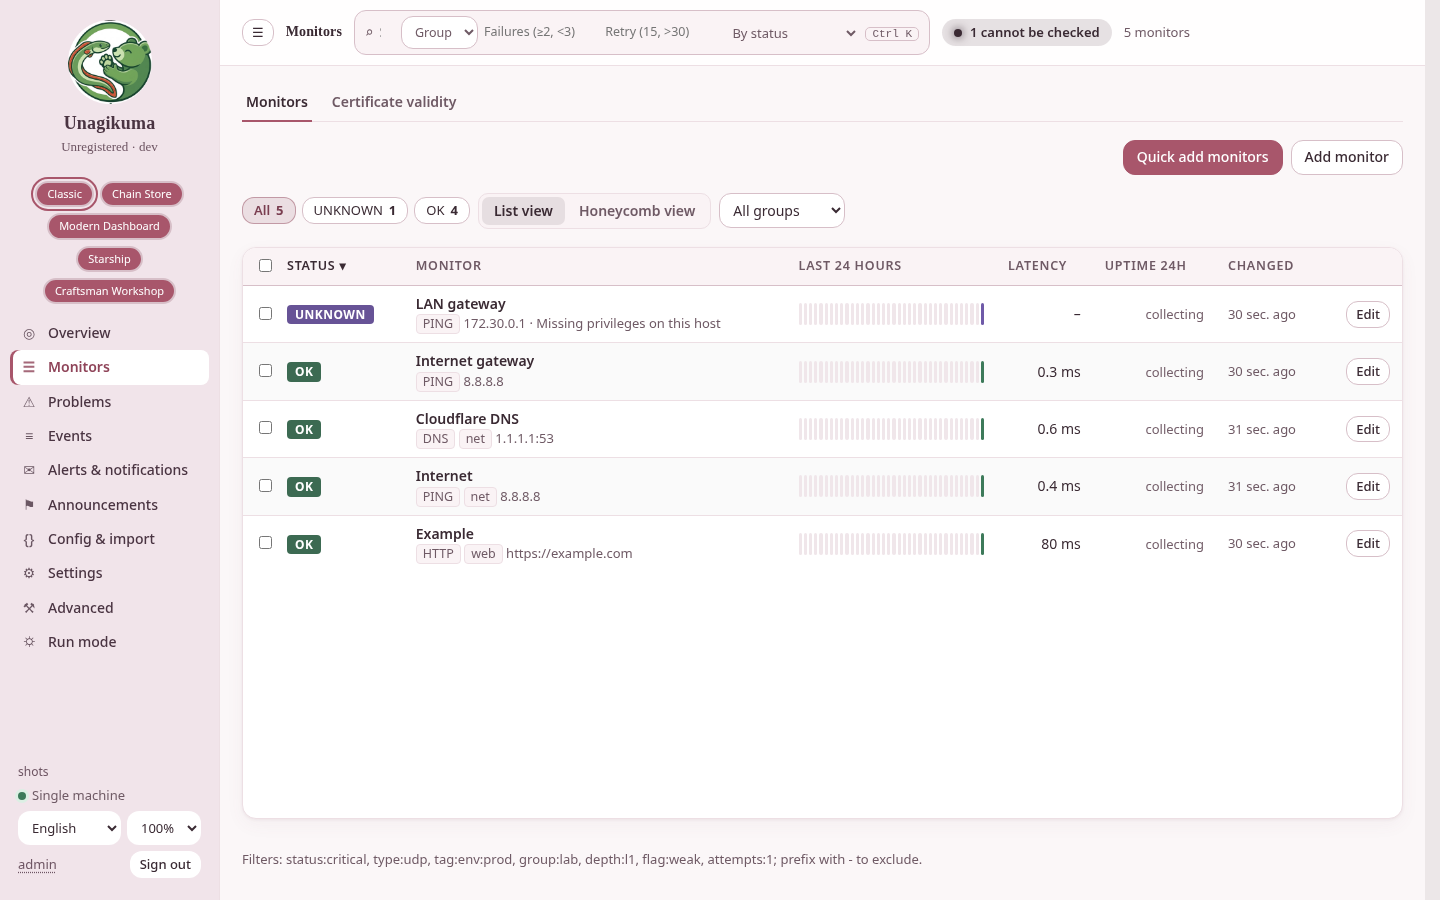 Unagikuma
Unregistered · dev
Classic
Chain Store
Modern Dashboard
Starship
Craftsman Workshop
Overview
Monitors
Problems
Events
Alerts & notifications
Announcements
{} Config & import
Settings
Advanced
Run mode
shots
Single machine
English
100%
admin
Sign out
Monitors
Group
Failures (≥2, <3)
Retry (15, >30)
By status
Ctrl K
1 cannot be checked
5 monitors
Monitors
Certificate validity
Quick add monitors
Add monitor
All 5
UNKNOWN 1
OK 4
List view
Honeycomb view
All groups
STATUS ▾ MONITOR LAST 24 HOURS LATENCY UPTIME 24H CHANGED
UNKNOWN
LAN gateway
PING 172.30.0.1 · Missing privileges on this host
– collecting 30 sec. ago Edit
OK
Internet gateway
PING 8.8.8.8
0.3 ms collecting 30 sec. ago Edit
OK
Cloudflare DNS
DNS net 1.1.1.1:53
0.6 ms collecting 31 sec. ago Edit
OK
Internet
PING net 8.8.8.8
0.4 ms collecting 31 sec. ago Edit
OK
Example
HTTP web https://example.com
80 ms collecting 30 sec. ago Edit
Filters: status:critical, type:udp, tag:env:prod, group:lab, depth:l1, flag:weak, attempts:1; prefix with - to exclude.